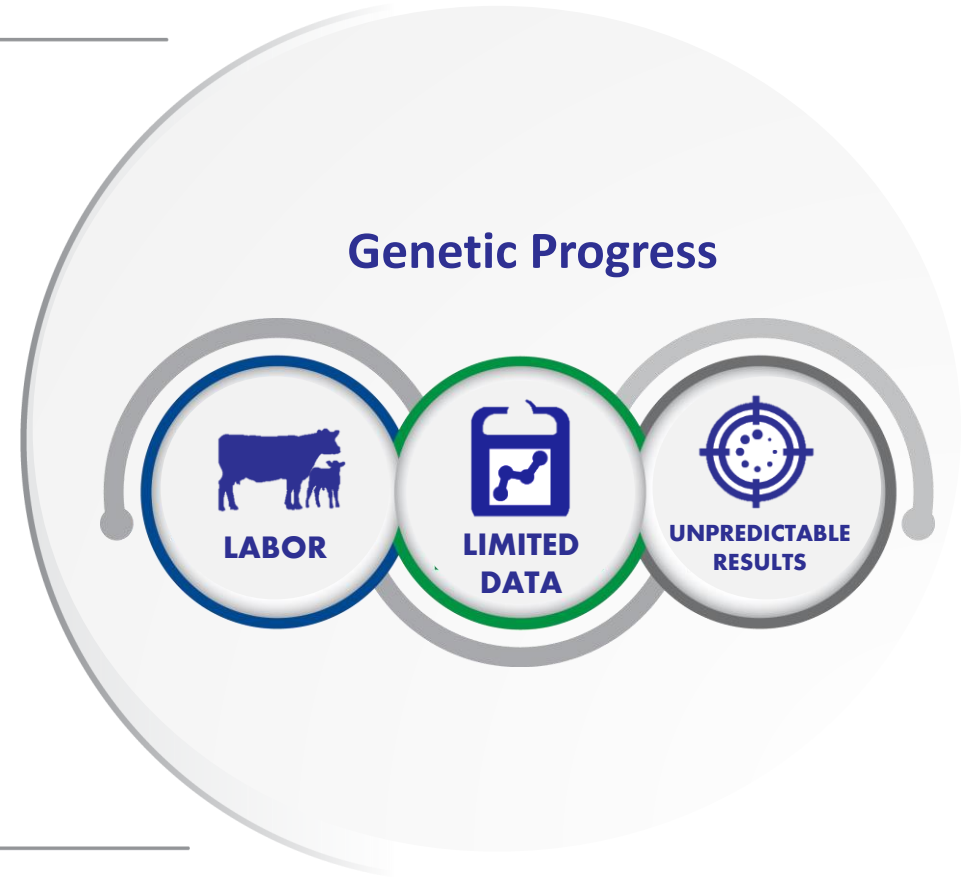 Genetic Progress
LABOR
LIMITED
DATA
UNPREDICTABLE
RESULTS